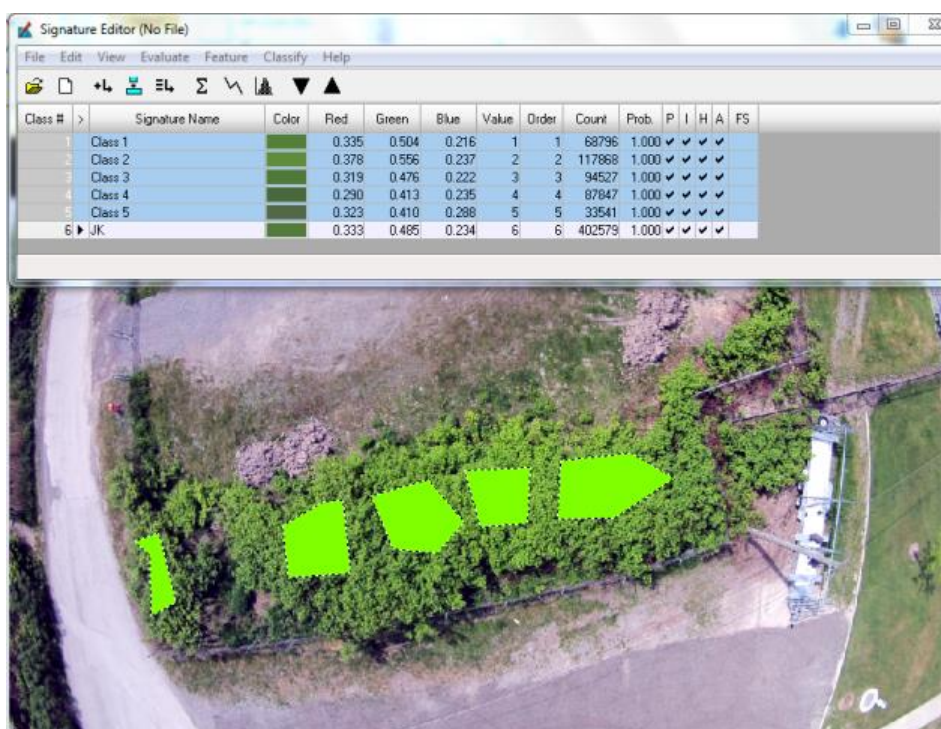 Signature Editor (No File)
File Edit View Evaluate Feature Classify Help
Class # > Signature Name Color Red Green Blue Value Order Count Prob. P I H A FS
1 Class 1 0.335 0.504 0.216 1 1 68796 1.000 ✔ ✔ ✔ ✔
2 Class 2 0.378 0.556 0.237 2 2 117868 1.000 ✔ ✔ ✔ ✔
3 Class 3 0.319 0.476 0.222 3 3 94527 1.000 ✔ ✔ ✔ ✔
4 Class 4 0.290 0.413 0.235 4 4 87847 1.000 ✔ ✔ ✔ ✔
5 Class 5 0.323 0.410 0.288 5 5 33541 1.000 ✔ ✔ ✔ ✔
6 JK 0.333 0.485 0.234 6 6 402579 1.000 ✔ ✔ ✔ ✔